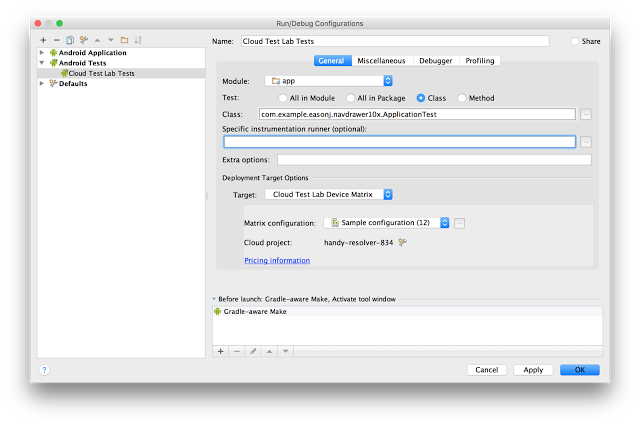 Run/Debug Configurations
Name: Cloud Test Lab Tests Share
Android Application
Android Tests
Cloud Test Lab Tests
Defaults
General Miscellaneous Debugger Profiling
Module: app
Test: All in Module All in Package Class Method
Class: com.example.easonj.navdrawer10x.ApplicationTest ...
Specific instrumentation runner (optional):
...
Extra options:
Deployment Target Options
Target: Cloud Test Lab Device Matrix
Matrix configuration: Sample configuration (12) ...
Cloud project: handy-resolver-834
Pricing information
Before launch: Gradle-aware Make, Activate tool window
Gradle-aware Make
? Cancel Apply OK